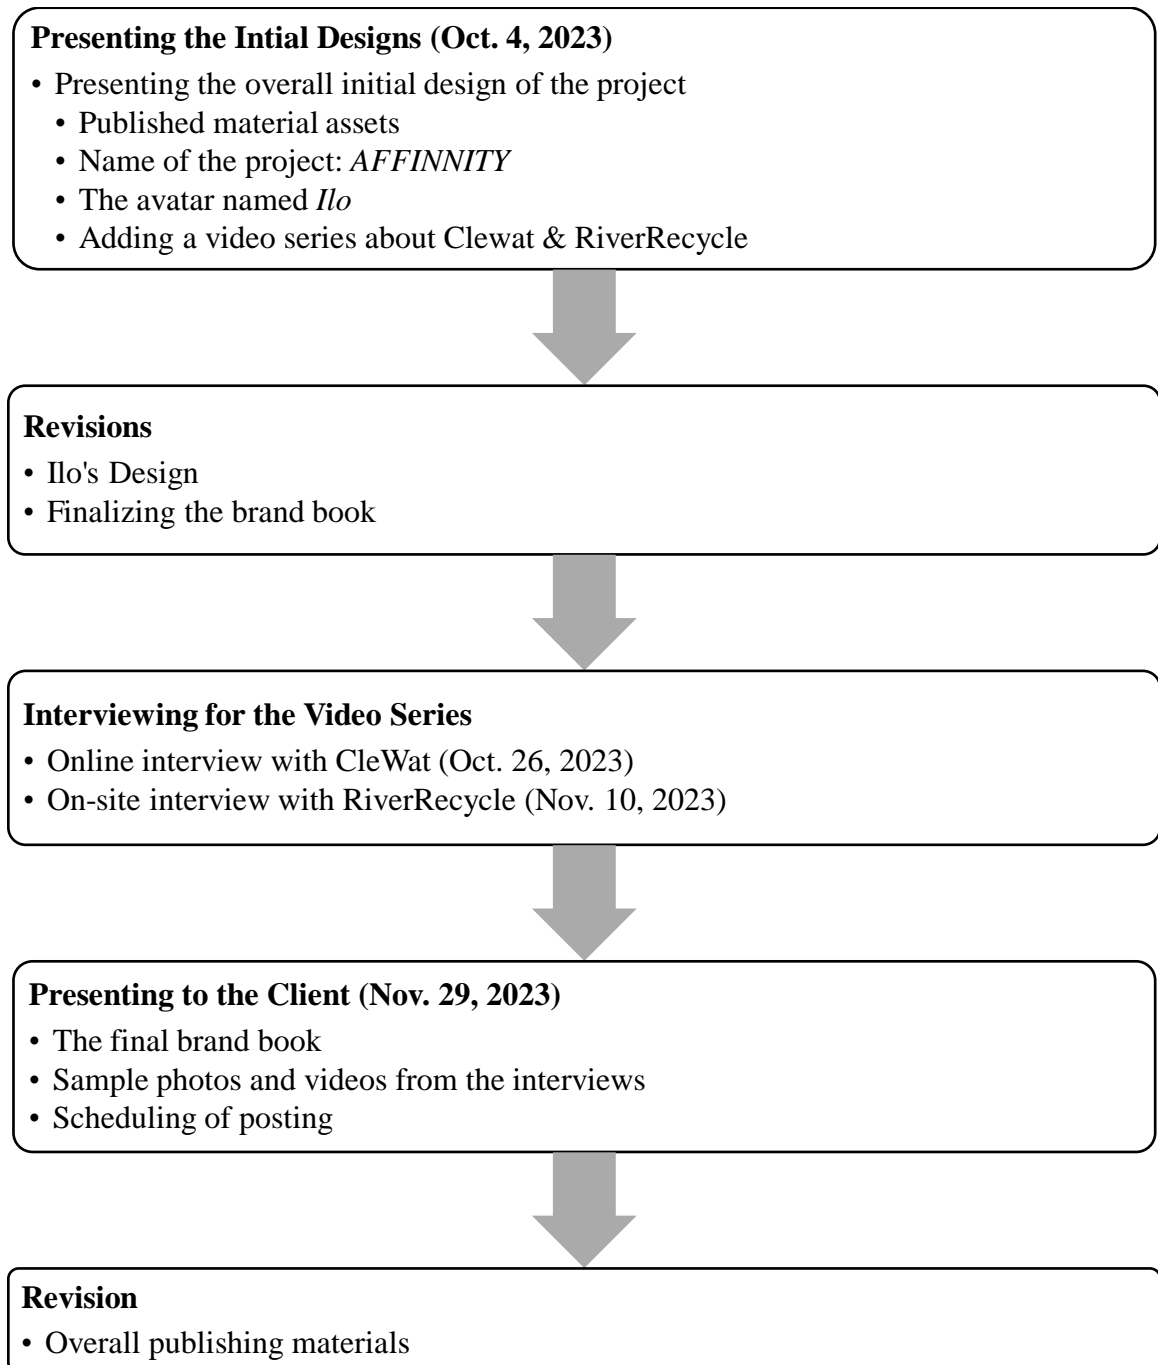 Presenting the Intial Designs (Oct. 4, 2023)
• Presenting the overall initial design of the project
• Published material assets
• Name of the project: AFFINNITY
• The avatar named Ilo
• Adding a video series about Clewat & RiverRecycle
Revisions
• Ilo's Design
• Finalizing the brand book
Interviewing for the Video Series
• Online interview with CleWat (Oct. 26, 2023)
• On-site interview with RiverRecycle (Nov. 10, 2023)
Presenting to the Client (Nov. 29, 2023)
• The final brand book
• Sample photos and videos from the interviews
• Scheduling of posting
Revision
• Overall publishing materials